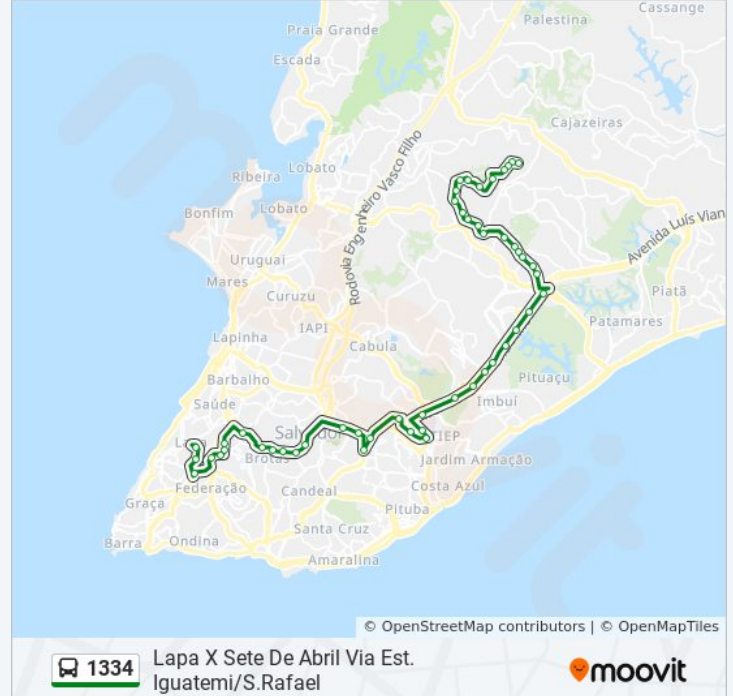 Cassange
Palestina
Praia Grande
Escada
Cajazeiras
Rodovia Engenheiro Vasco Filho
Lobato
Ribeira
Lobato
Bonfim
Avenida Luís Vian
Uruguai
Mares
Curuzu
Piatã
IAPI
Patamares
Lapinha
Cabula
Barbalho
Pituaçu
Saúde
Imbuí
Salvador
TIEP
Brotas
Jardim Armação
Federação
Candeal
Costa Azul
Graça
Pituba
Santa Cruz
Barra
Ondina
Amaralina
© OpenStreetMap contributors | © OpenMapTiles
1334
Lapa X Sete De Abril Via Est.
Iguatemi/S.Rafael
moovit